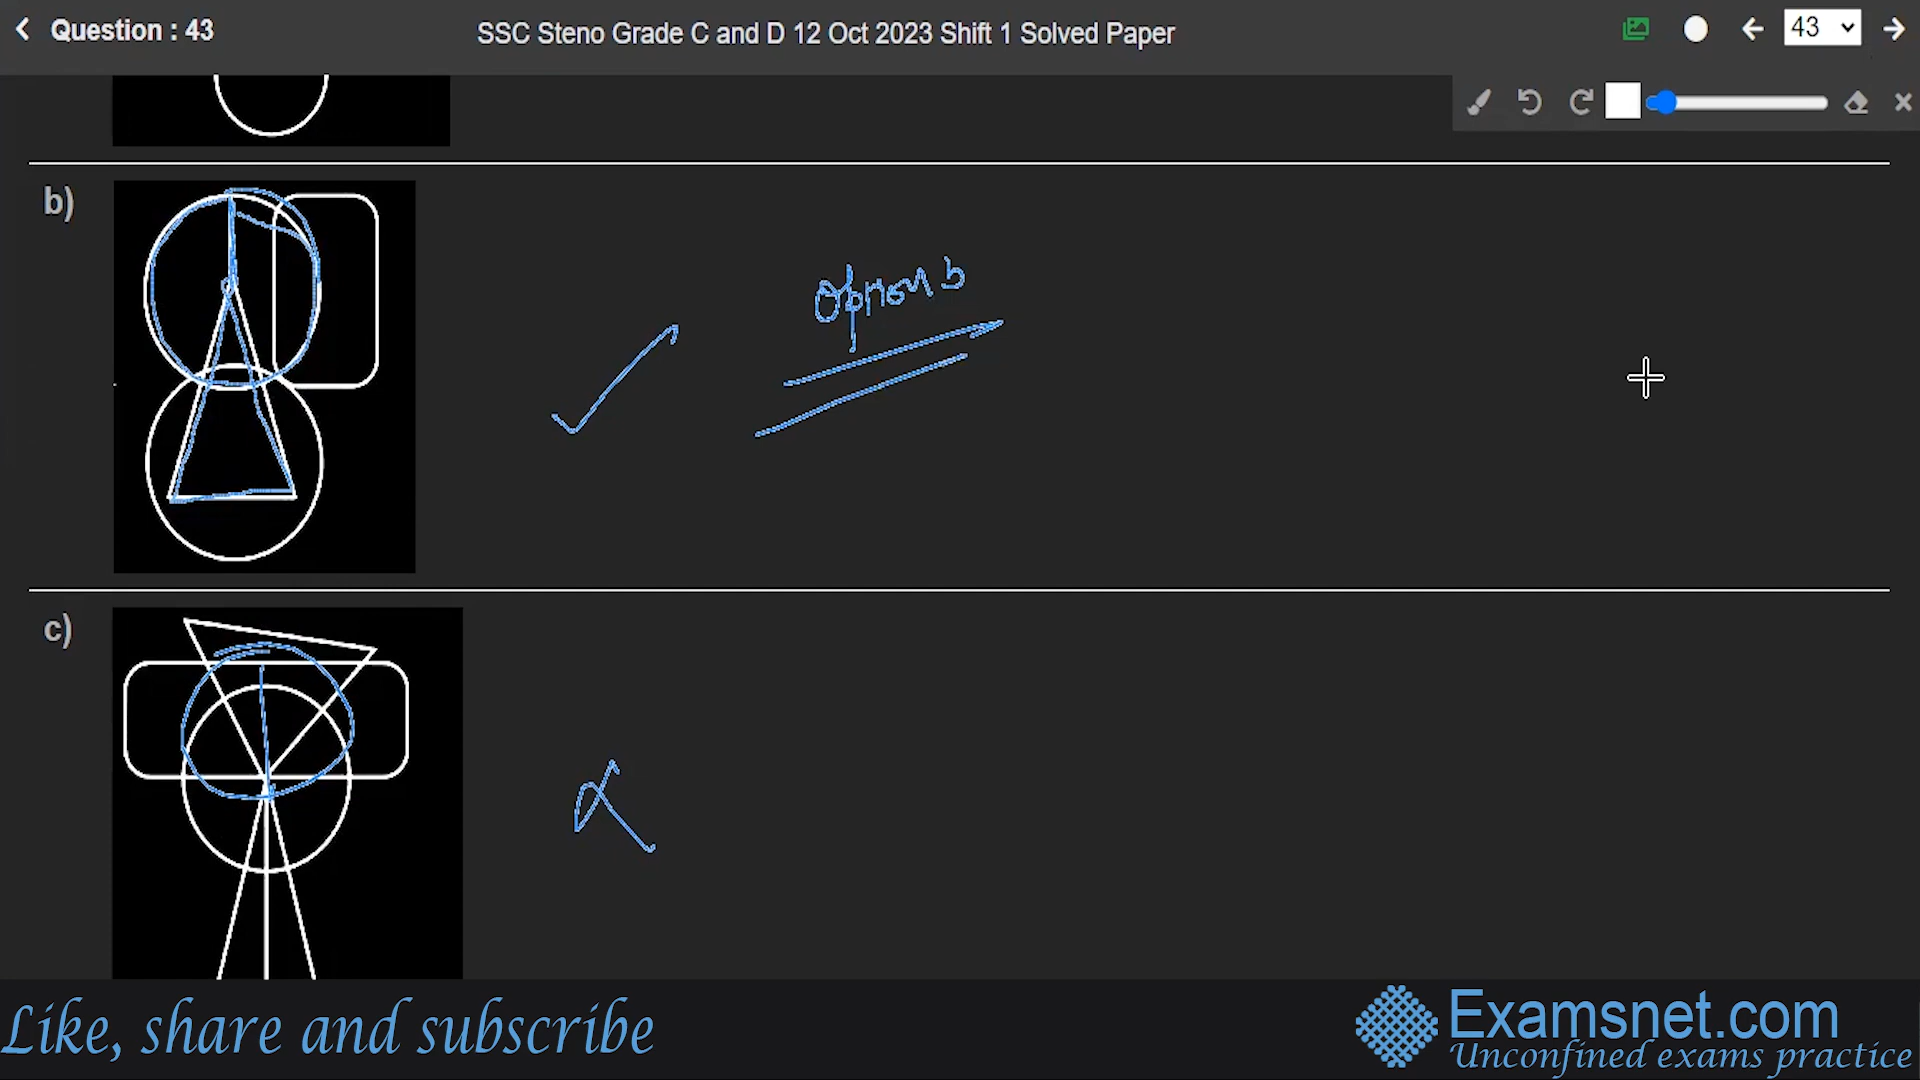 Question : 43
SSC Steno Grade C and D 12 Oct 2023 Shift 1 Solved Paper
43
b)
Option b
c)
Like, share and subscribe
Examsnet.com
Unconfined exams practice